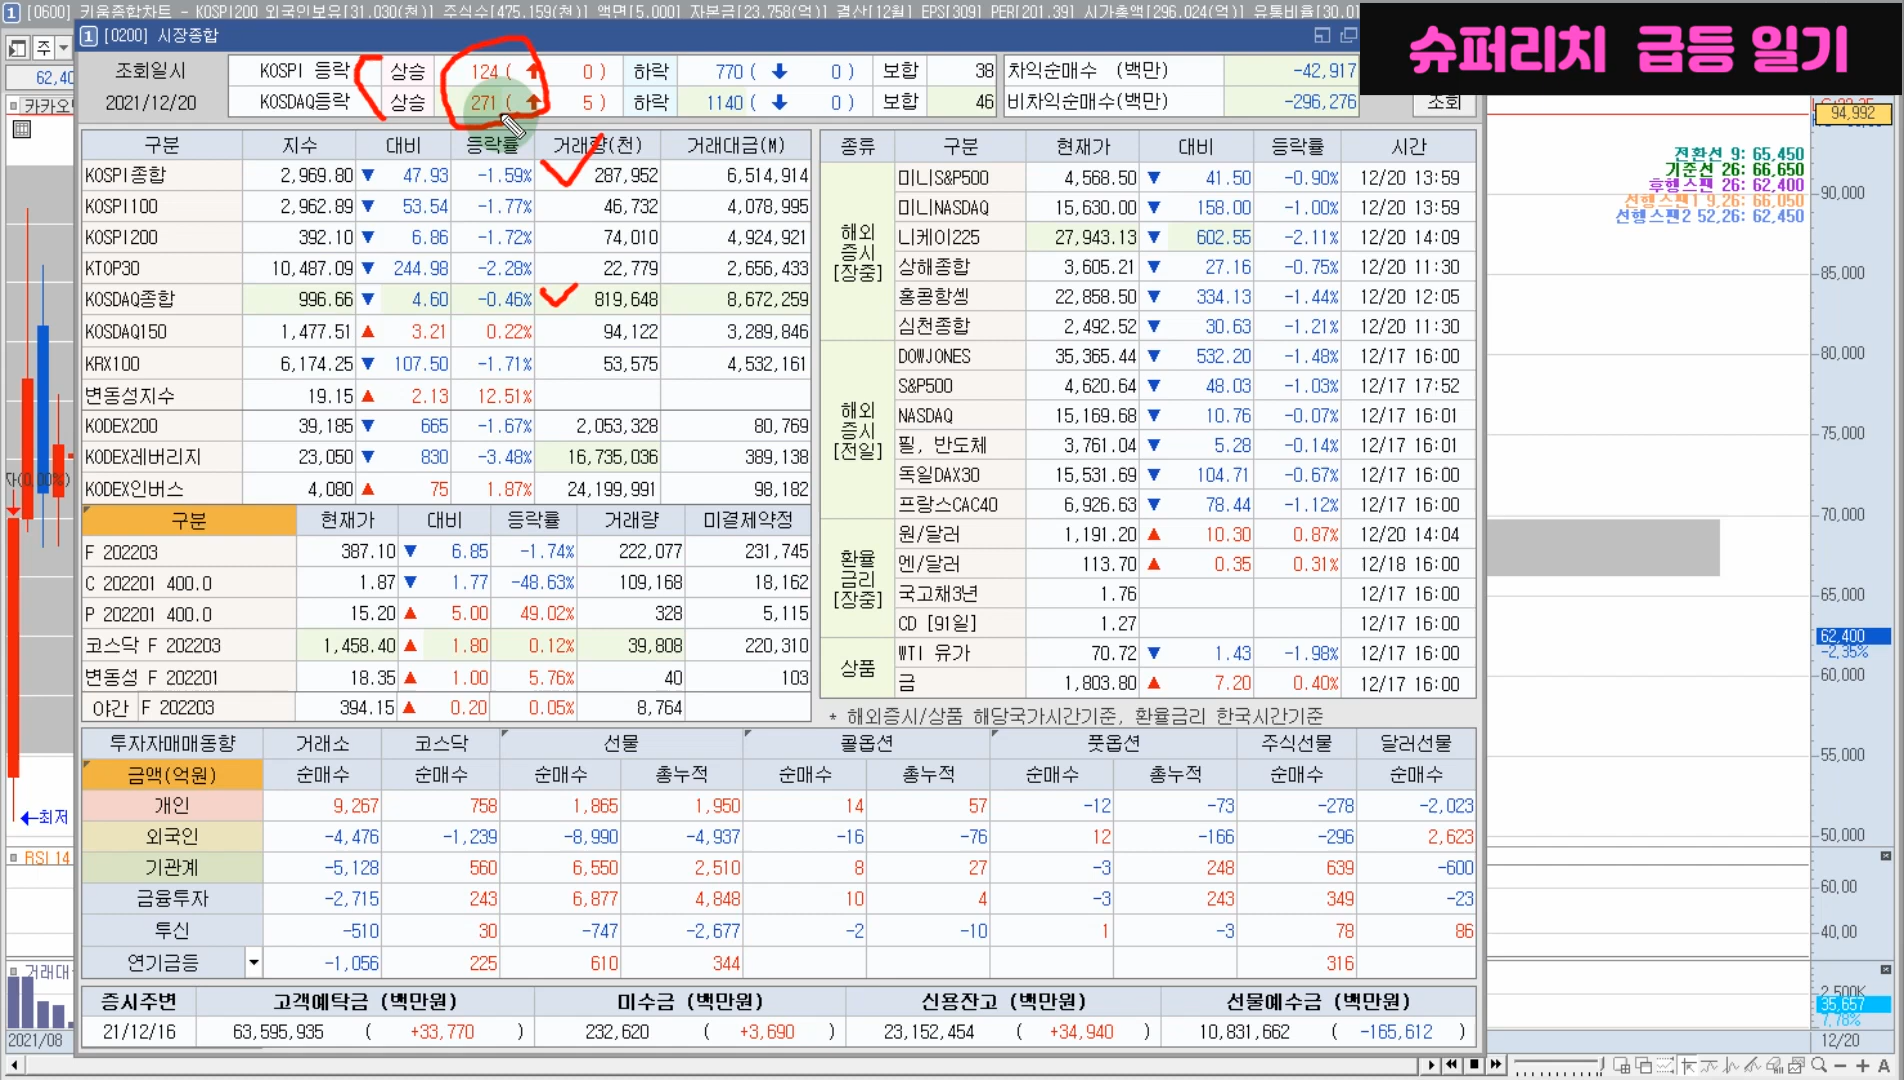 [0600] 키움종합차트 - KOSPI200 외국인보유[31.030(천)] 주식수[475.159(천)] 액면[5.000] 자본금[23.758(억)] 결산[12월] EPS[309] PER[201.39] 시가총액[296.024(억)] 유통비율[30.0
1 [0200] 시장종합
슈퍼리치 급등 일기
조회일시 KOSPI 등락 상승 124 ( ↑ 0 ) 하락 770 ( ↓ 0 ) 보합 38 차익순매수 (백만) -42,917
2021/12/20 KOSDAQ등락 상승 271 ( ↑ 5 ) 하락 1140 ( ↓ 0 ) 보합 46 비차익순매수(백만) -296,276 조회
구분 지수 대비 등락률 거래량(천) 거래대금(M)
KOSPI종합 2,969.80 ▼ 47.93 -1.59% 287,952 6,514,914
KOSPI100 2,962.89 ▼ 53.54 -1.77% 46,732 4,078,995
KOSPI200 392.10 ▼ 6.86 -1.72% 74,010 4,924,921
KTOP30 10,487.09 ▼ 244.98 -2.28% 22,779 2,656,433
KOSDAQ종합 996.66 ▼ 4.60 -0.46% 819,648 8,672,259
KOSDAQ150 1,477.51 ▲ 3.21 0.22% 94,122 3,289,846
KRX100 6,174.25 ▼ 107.50 -1.71% 53,575 4,532,161
변동성지수 19.15 ▲ 2.13 12.51%
KODEX200 39,185 ▼ 665 -1.67% 2,053,328 80,769
KODEX레버리지 23,050 ▼ 830 -3.48% 16,735,036 389,138
KODEX인버스 4,080 ▲ 75 1.87% 24,199,991 98,182
구분 현재가 대비 등락률 거래량 미결제약정
F 202203 387.10 ▼ 6.85 -1.74% 222,077 231,745
C 202201 400.0 1.87 ▼ 1.77 -48.63% 109,168 18,162
P 202201 400.0 15.20 ▲ 5.00 49.02% 328 5,115
코스닥 F 202203 1,458.40 ▲ 1.80 0.12% 39,808 220,310
변동성 F 202201 18.35 ▲ 1.00 5.76% 40 103
야간 F 202203 394.15 ▲ 0.20 0.05% 8,764
종류 구분 현재가 대비 등락률 시간
해외 증시 [장중]
미니S&P500 4,568.50 ▼ 41.50 -0.90% 12/20 13:59
미니NASDAQ 15,630.00 ▼ 158.00 -1.00% 12/20 13:59
니케이225 27,943.13 ▼ 602.55 -2.11% 12/20 14:09
상해종합 3,605.21 ▼ 27.16 -0.75% 12/20 11:30
홍콩항셍 22,858.50 ▼ 334.13 -1.44% 12/20 12:05
심천종합 2,492.52 ▼ 30.63 -1.21% 12/20 11:30
해외 증시 [전일]
DOWJONES 35,365.44 ▼ 532.20 -1.48% 12/17 16:00
S&P500 4,620.64 ▼ 48.03 -1.03% 12/17 17:52
NASDAQ 15,169.68 ▼ 10.76 -0.07% 12/17 16:01
필, 반도체 3,761.04 ▼ 5.28 -0.14% 12/17 16:01
독일DAX30 15,531.69 ▼ 104.71 -0.67% 12/17 16:00
프랑스CAC40 6,926.63 ▼ 78.44 -1.12% 12/17 16:00
환율 금리 [장중]
원/달러 1,191.20 ▲ 10.30 0.87% 12/20 14:04
엔/달러 113.70 ▲ 0.35 0.31% 12/18 16:00
국고채3년 1.76 12/17 16:00
CD [91일] 1.27 12/17 16:00
상품
WTI 유가 70.72 ▼ 1.43 -1.98% 12/17 16:00
금 1,803.80 ▲ 7.20 0.40% 12/17 16:00
* 해외증시/상품 해당국가시간기준, 환율금리 한국시간기준
투자자매매동향 거래소 코스닥 선물 콜옵션 풋옵션 주식선물 달러선물
금액(억원) 순매수 순매수 순매수 총누적 순매수 총누적 순매수 총누적 순매수 순매수
개인 9,267 758 1,865 1,950 14 57 -12 -73 -278 -2,023
외국인 -4,476 -1,239 -8,990 -4,937 -16 -76 12 -166 -296 2,623
기관계 -5,128 560 6,550 2,510 8 27 -3 248 639 -600
금융투자 -2,715 243 6,877 4,848 10 4 -3 243 349 -23
투신 -510 30 -747 -2,677 -2 -10 1 -3 78 86
연기금등 -1,056 225 610 344 316
증시주변 고객예탁금 (백만원) 미수금 (백만원) 신용잔고 (백만원) 선물예수금 (백만원)
21/12/16 63,595,935 ( +33,770 ) 232,620 ( +3,690 ) 23,152,454 ( +34,940 ) 10,831,662 ( -165,612 )
주
62,40
카카오
←최저
RSI 14
거래대
2021/08
전환선 9: 65,450
기준선 26: 66,650
후행스팬 26: 62,400
선행스팬1 9,26: 66,050
선행스팬2 52,26: 62,450
94,992
90,000
85,000
80,000
75,000
70,000
65,000
62,400
-2,35%
60,000
55,000
50,000
60,00
40,00
2,500K
35,657
7,78%
12/20
A